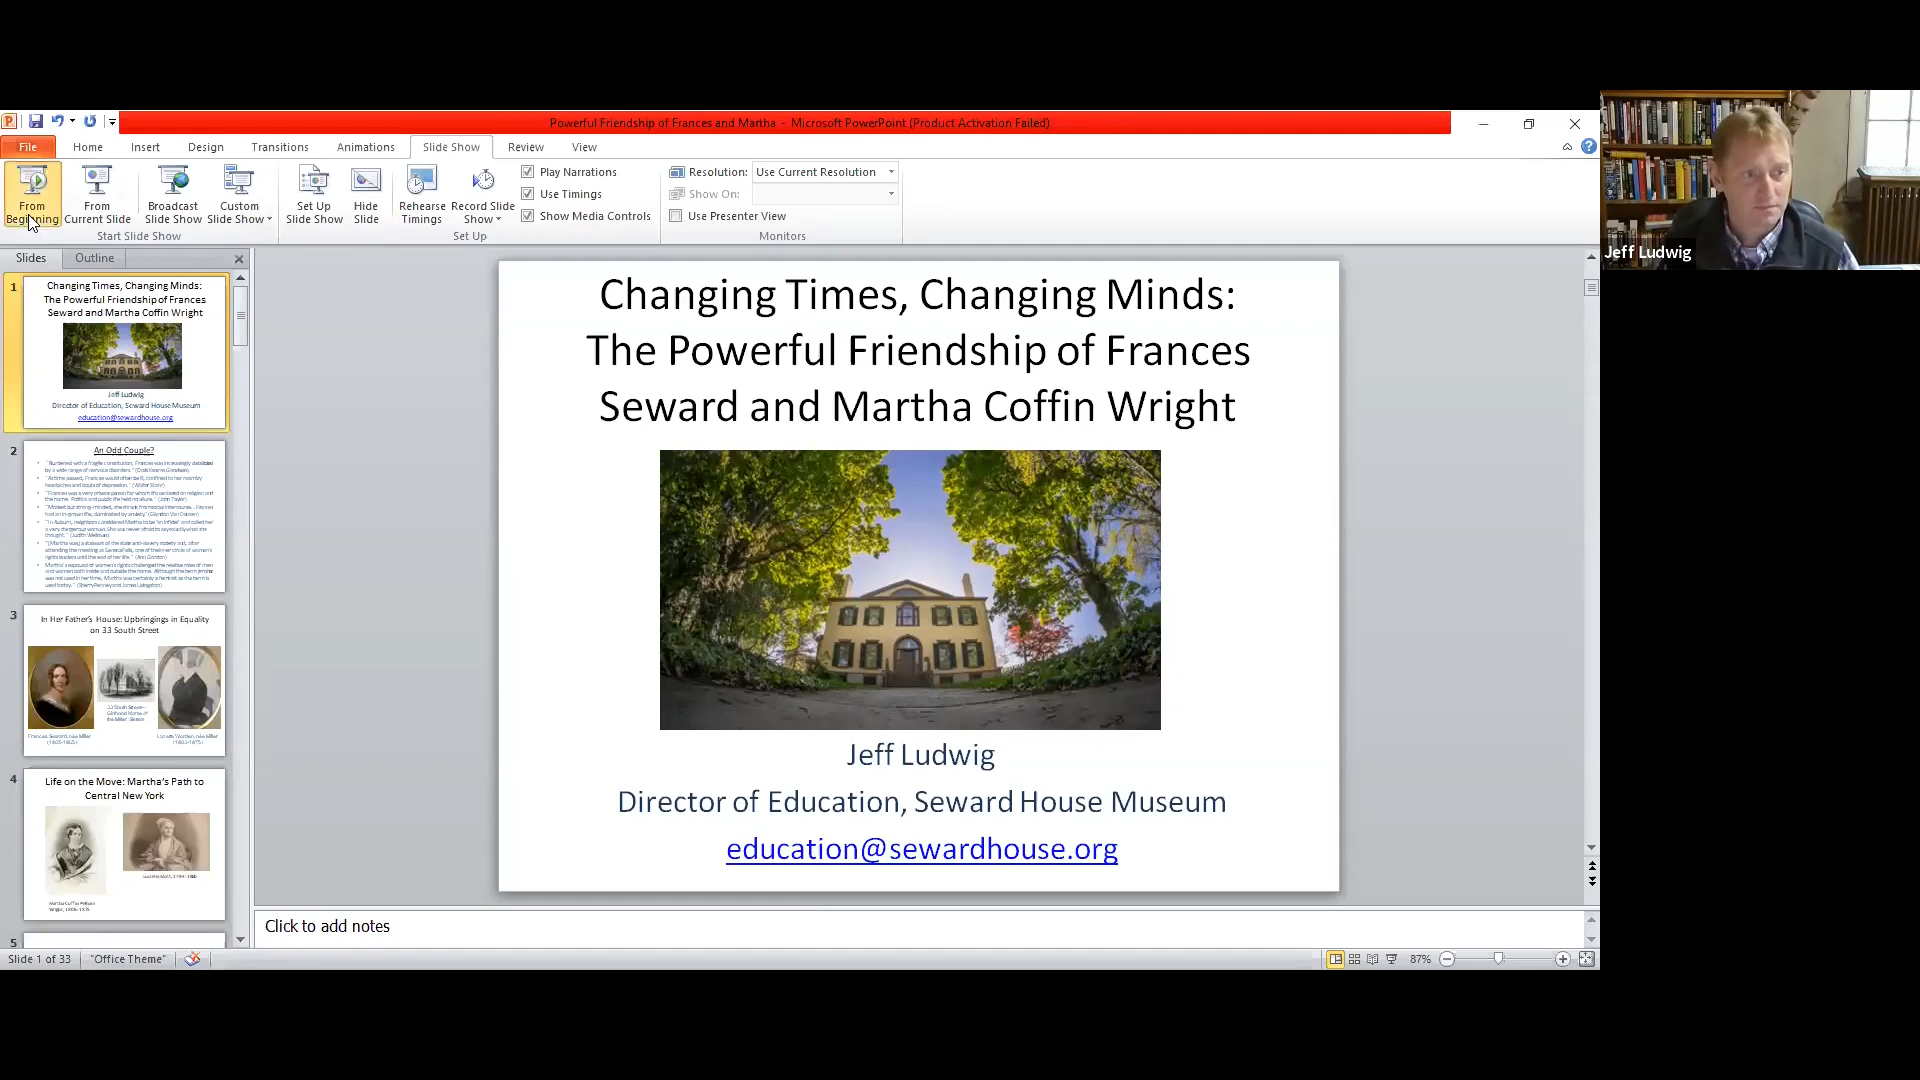 Powerful Friendship of Frances and Martha - Microsoft PowerPoint (Product Activation Failed)
File Home Insert Design Transitions Animations Slide Show Review View
From Beginning
From Current Slide
Broadcast Slide Show
Custom Slide Show
Set Up Slide Show
Hide Slide
Rehearse Timings
Record Slide Show
Play Narrations
Use Timings
Show Media Controls
Resolution: Use Current Resolution
Show On:
Use Presenter View
Start Slide Show
Set Up
Monitors
Jeff Ludwig
Slides Outline
1
Changing Times, Changing Minds:
The Powerful Friendship of Frances
Seward and Martha Coffin Wright
Jeff Ludwig
Director of Education, Seward House Museum
education@sewardhouse.org
2
An Odd Couple?
3
In Her Father's House: Upbringings in Equality
on 33 South Street
4
Life on the Move: Martha's Path to
Central New York
5
Changing Times, Changing Minds:
The Powerful Friendship of Frances
Seward and Martha Coffin Wright
Jeff Ludwig
Director of Education, Seward House Museum
education@sewardhouse.org
Click to add notes
Slide 1 of 33 "Office Theme" 87%